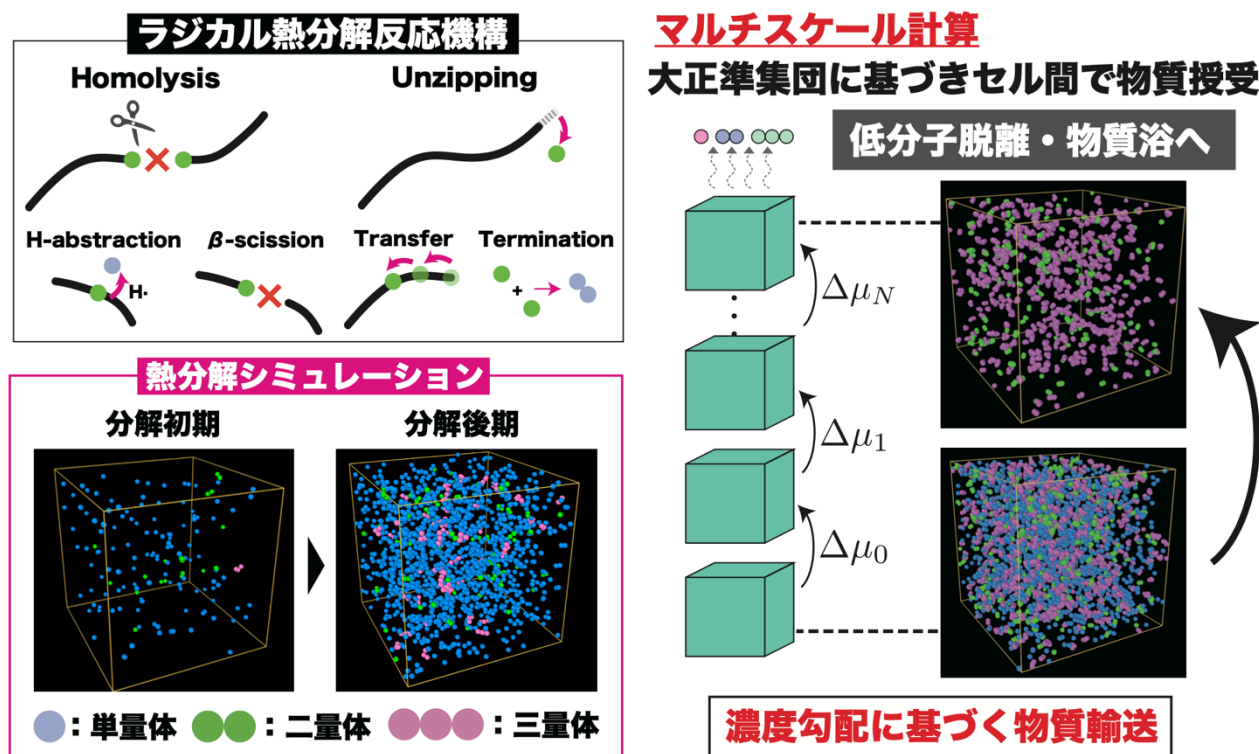 ラジカル熱分解反応機構
Homolysis
Unzipping
H-abstraction
β-scission
Transfer
Termination
H·
+
熱分解シミュレーション
分解初期
分解後期
：単量体
：二量体
：三量体
マルチスケール計算
大正準集団に基づきセル間で物質授受
低分子脱離・物質浴へ
Δμ_N
Δμ_1
Δμ_0
濃度勾配に基づく物質輸送